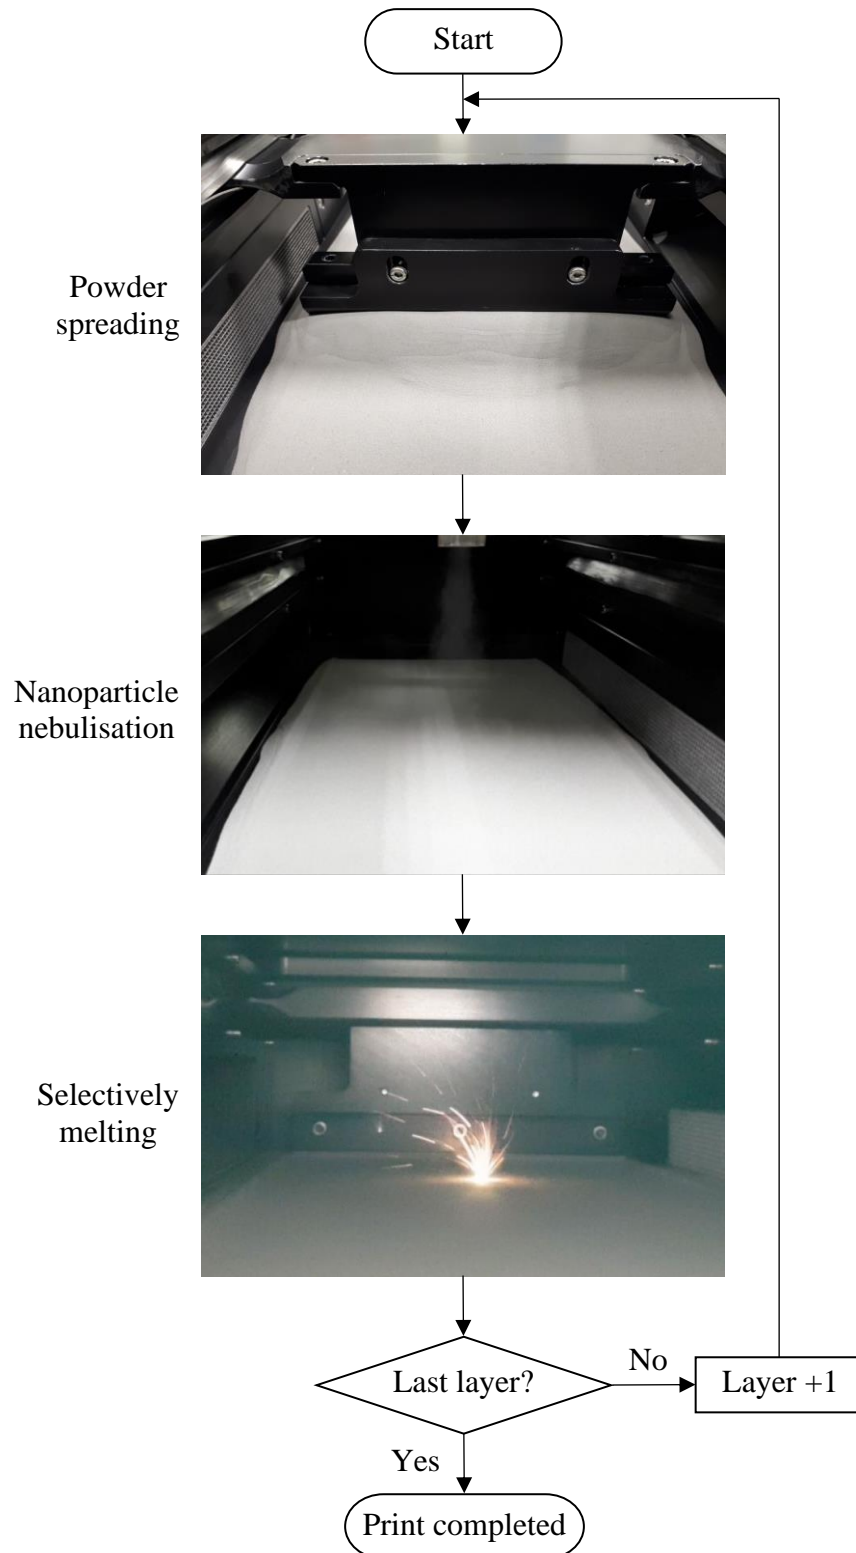 Start
Powder
spreading
Nanoparticle
nebulisation
Selectively
melting
Last layer?
No
Layer +1
Yes
Print completed